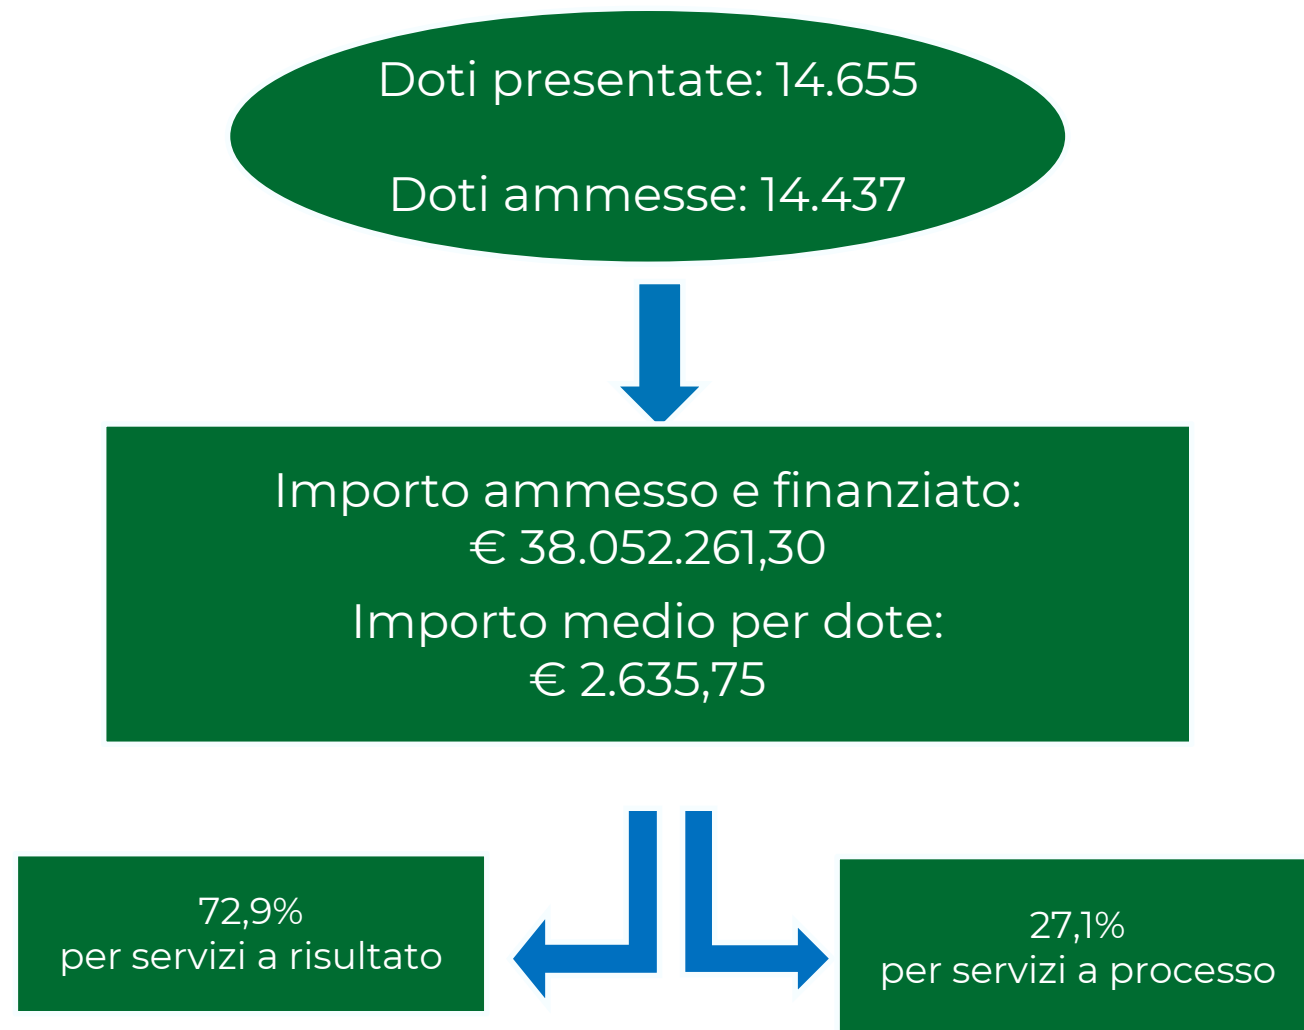 Doti presentate: 14.655
Doti ammesse: 14.437
Importo ammesso e finanziato:
€ 38.052.261,30
Importo medio per dote:
€ 2.635,75
72,9%
per servizi a risultato
27,1%
per servizi a processo